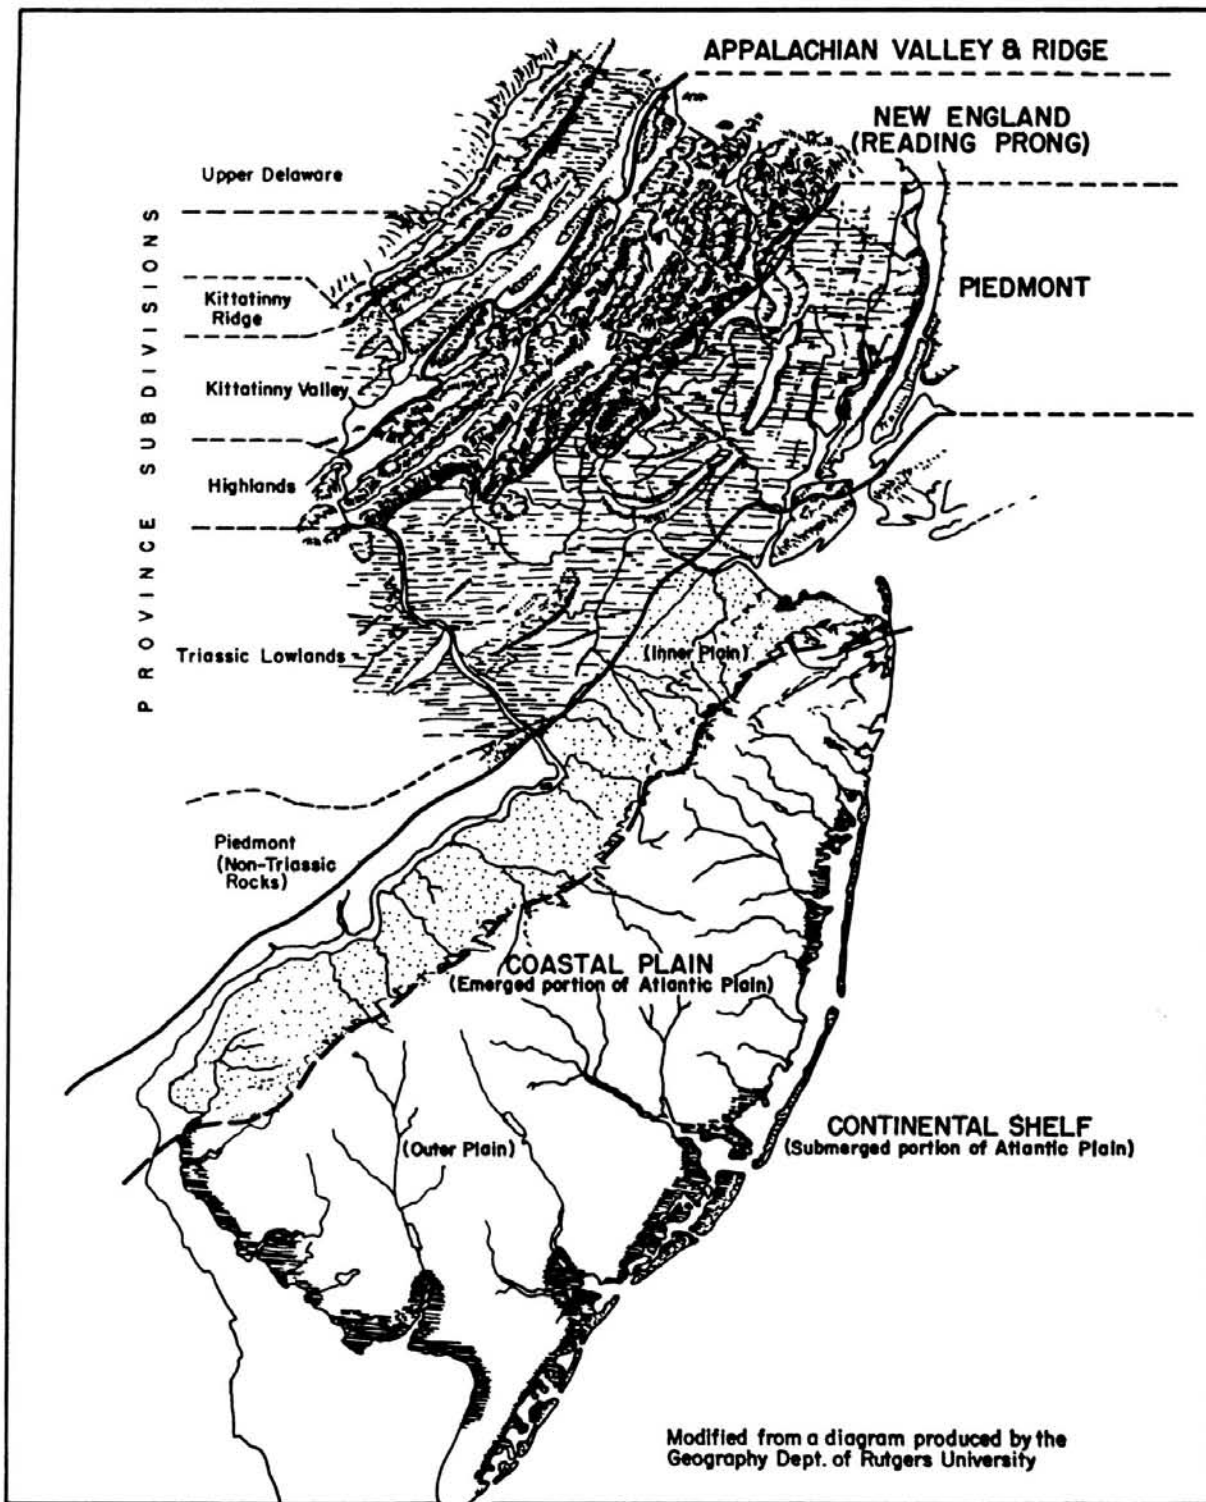 APPALACHIAN VALLEY & RIDGE
NEW ENGLAND
(READING PRONG)
Upper Delaware
PIEDMONT
Kittatinny
Ridge
Kittatinny Valley
Highlands
PROVINCE SUBDIVISIONS
(Inner Plain)
Triassic Lowlands
Piedmont
(Non-Triassic
Rocks)
COASTAL PLAIN
(Emerged portion of Atlantic Plain)
CONTINENTAL SHELF
(Submerged portion of Atlantic Plain)
(Outer Plain)
Modified from a diagram produced by the
Geography Dept. of Rutgers University